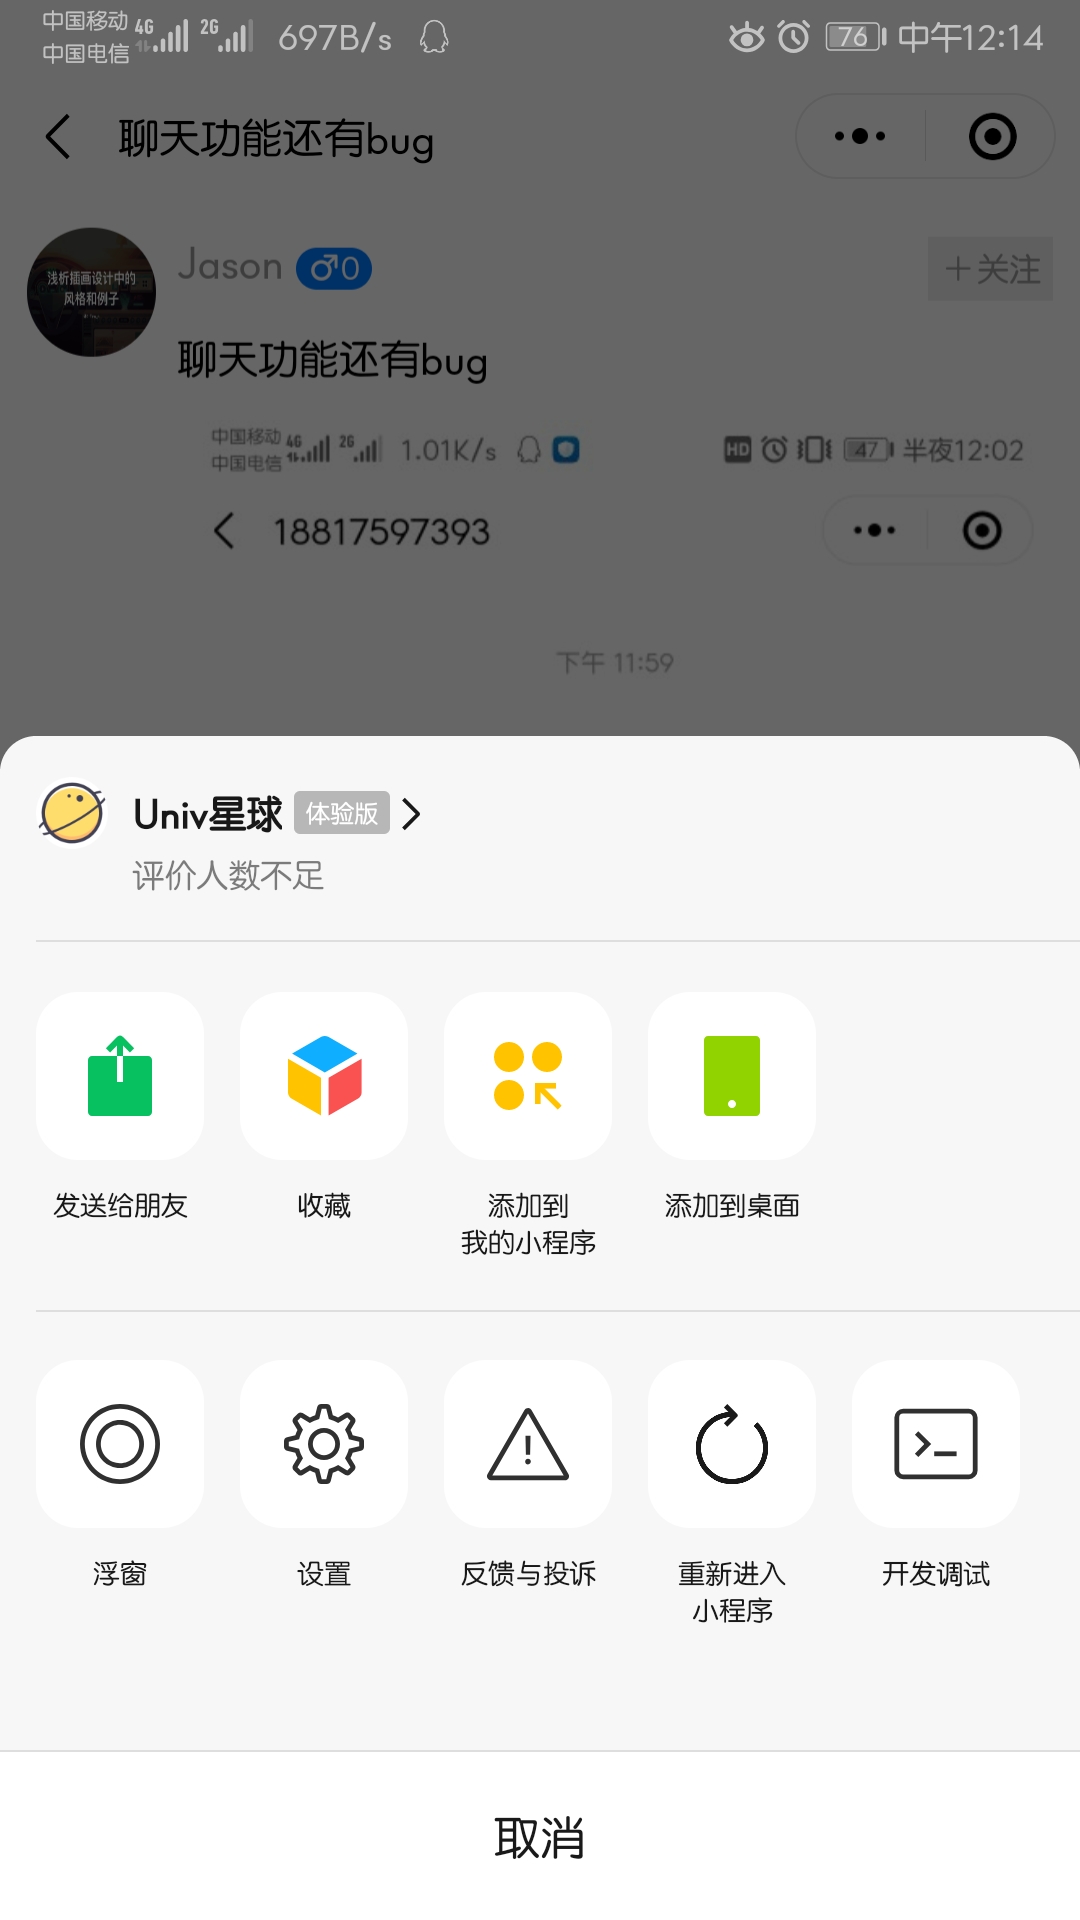 中国移动 4G 2G 697B/s 76 中午12:14
中国电信
聊天功能还有bug
Jason ♂0 +关注
浅析插画设计中的
风格和例子
聊天功能还有bug
中国移动 4G 2G 1.01K/s HD 47 半夜12:02
中国电信
18817597393
下午 11:59
Univ星球 体验版
评价人数不足
发送给朋友 收藏 添加到 添加到桌面
我的小程序
浮窗 设置 反馈与投诉 重新进入 开发调试
小程序
取消